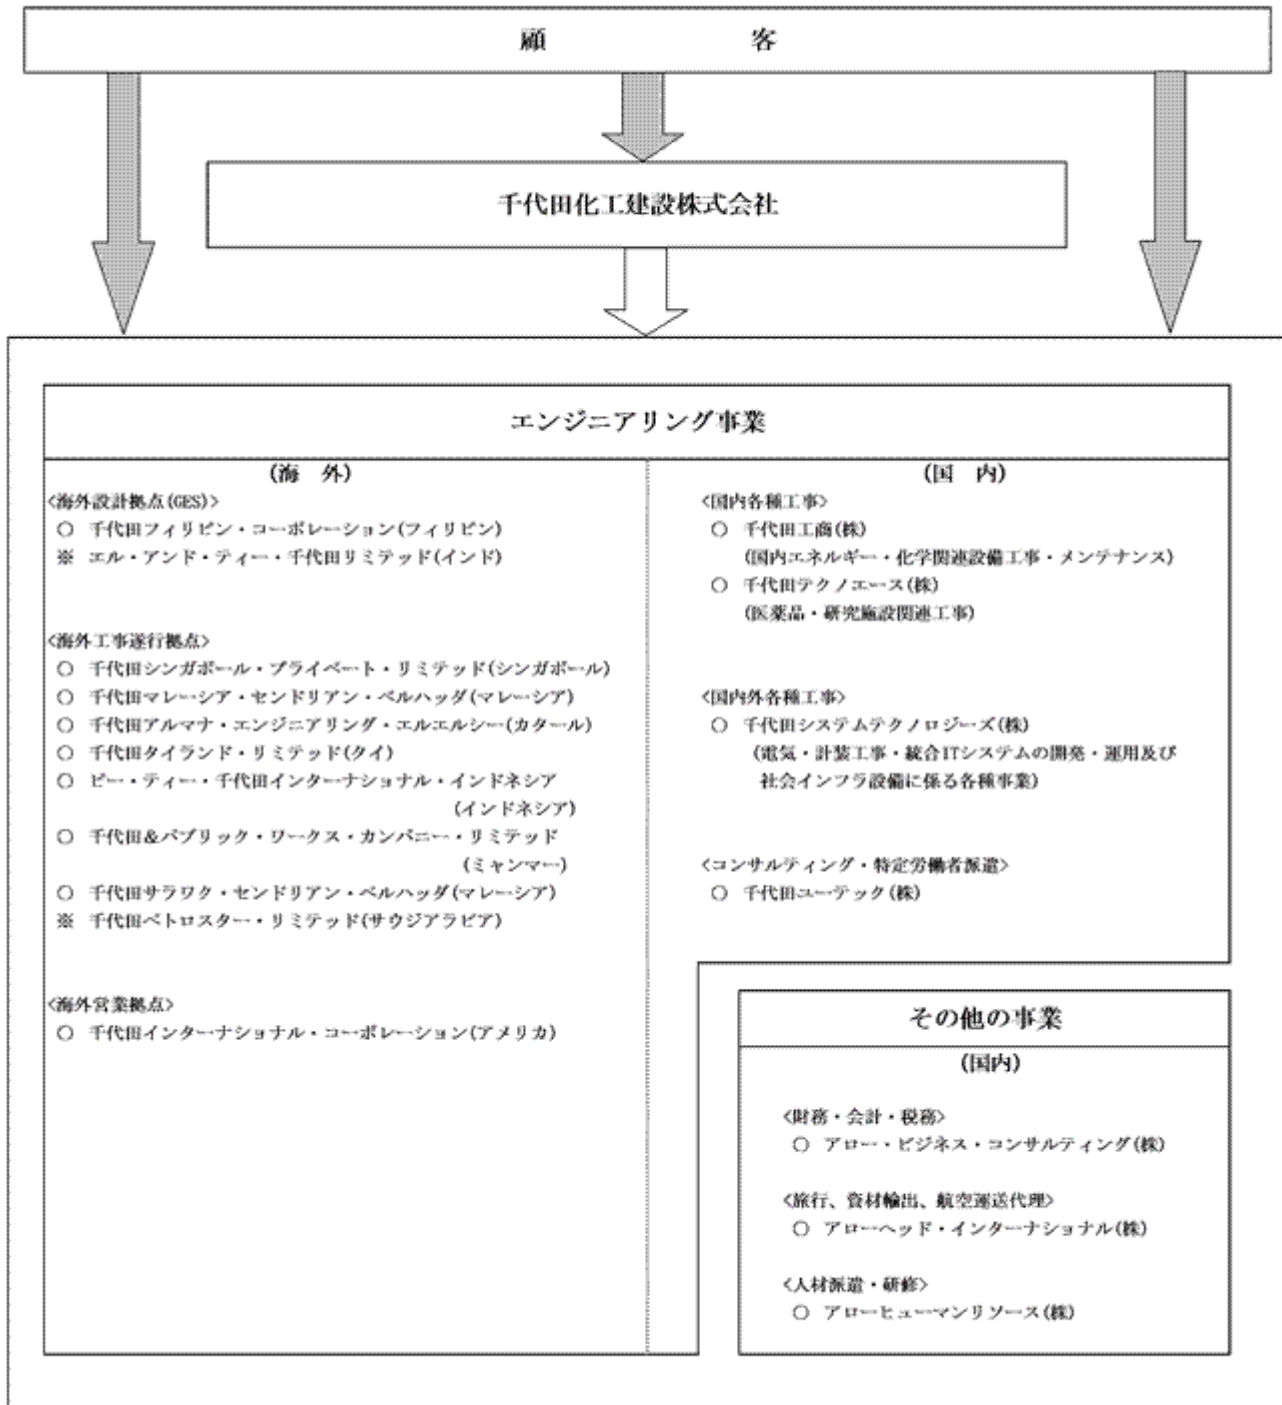 顧 客
千代田化工建設株式会社
エンジニアリング事業
(海 外)
<海外設計拠点(GES)>
○ 千代田フィリピン・コーポレーション(フィリピン)
※ エル・アンド・ティー・千代田リミテッド(インド)
<海外工事遂行拠点>
○ 千代田シンガポール・プライベート・リミテッド(シンガポール)
○ 千代田マレーシア・センドリアン・ベルハッダ(マレーシア)
○ 千代田アルマナ・エンジニアリング・エルエルシー(カタール)
○ 千代田タイランド・リミテッド(タイ)
○ ピー・ティー・千代田インターナショナル・インドネシア
(インドネシア)
○ 千代田&パブリック・ワークス・カンパニー・リミテッド
(ミャンマー)
○ 千代田サラワク・センドリアン・ベルハッダ(マレーシア)
※ 千代田ペトロスター・リミテッド(サウジアラビア)
<海外営業拠点>
○ 千代田インターナショナル・コーポレーション(アメリカ)
(国 内)
<国内各種工事>
○ 千代田工商(株)
(国内エネルギー・化学関連設備工事・メンテナンス)
○ 千代田テクノエース(株)
(医薬品・研究施設関連工事)
<国内外各種工事>
○ 千代田システムテクノロジーズ(株)
(電気・計装工事・統合ITシステムの開発・運用及び
社会インフラ設備に係る各種事業)
<コンサルティング・特定労働者派遣>
○ 千代田ユーテック(株)
その他の事業
(国内)
<財務・会計・税務>
○ アロー・ビジネス・コンサルティング(株)
<旅行、資材輸出、航空運送代理>
○ アローヘッド・インターナショナル(株)
<人材派遣・研修>
○ アローヒューマンリソース(株)